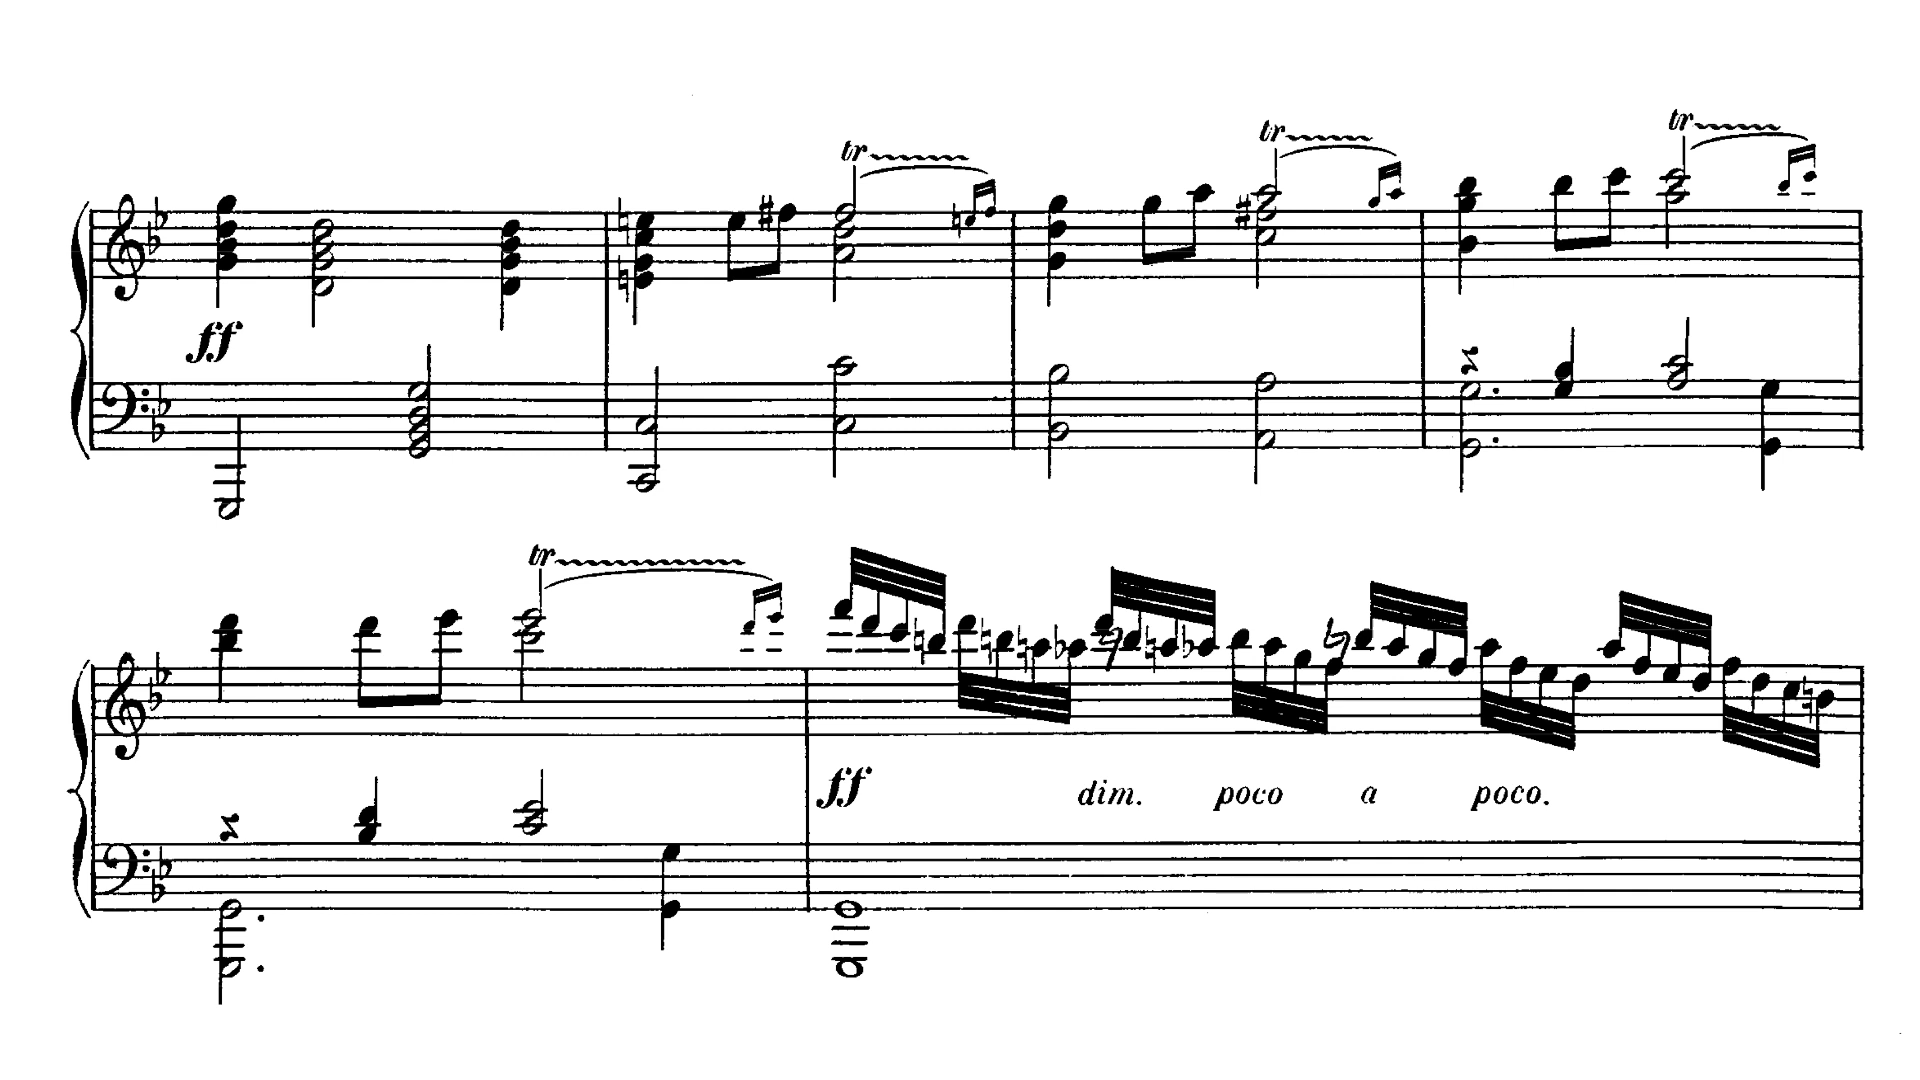 tr
tr
tr
ff
tr
ff dim. poco a poco.